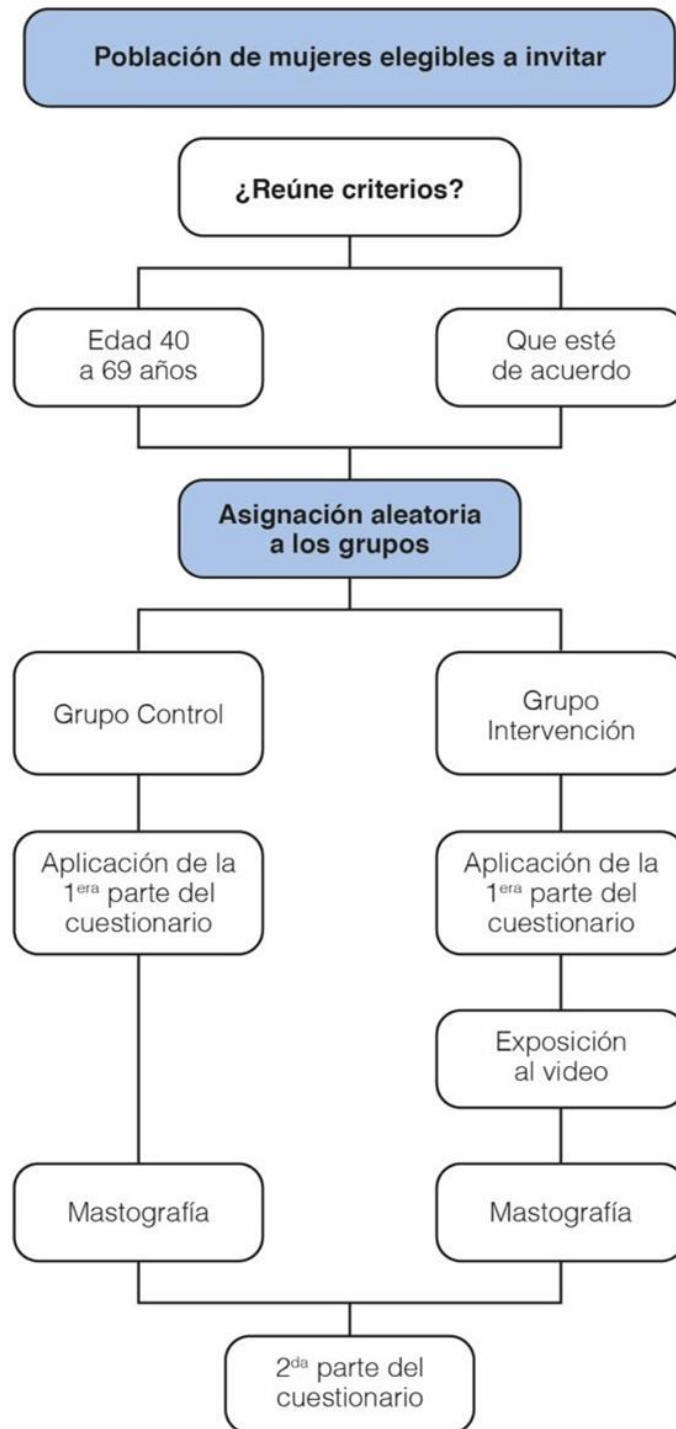 Población de mujeres elegibles a invitar
¿Reúne criterios?
Edad 40
a 69 años
Que esté
de acuerdo
Asignación aleatoria
a los grupos
Grupo Control
Grupo
Intervención
Aplicación de la
1era parte del
cuestionario
Aplicación de la
1era parte del
cuestionario
Exposición
al video
Mastografía
Mastografía
2da parte del
cuestionario